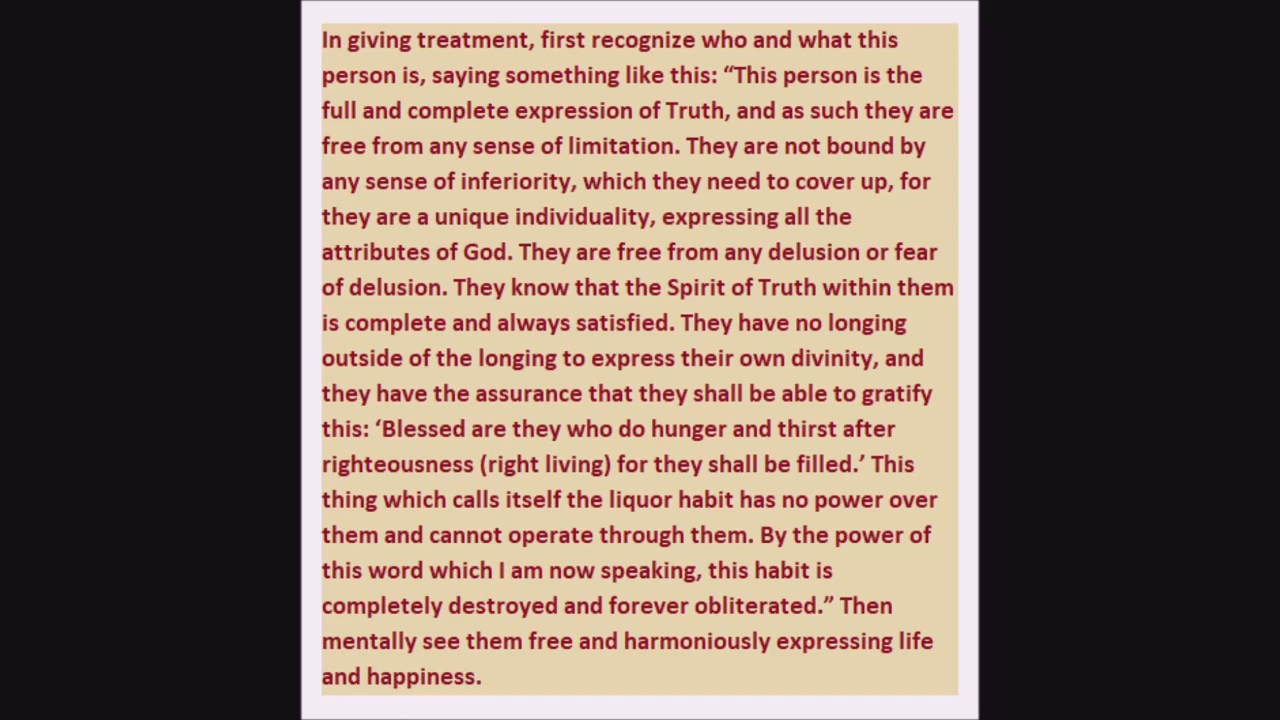 In giving treatment, first recognize who and what this
person is, saying something like this: “This person is the
full and complete expression of Truth, and as such they are
free from any sense of limitation. They are not bound by
any sense of inferiority, which they need to cover up, for
they are a unique individuality, expressing all the
attributes of God. They are free from any delusion or fear
of delusion. They know that the Spirit of Truth within them
is complete and always satisfied. They have no longing
outside of the longing to express their own divinity, and
they have the assurance that they shall be able to gratify
this: ‘Blessed are they who do hunger and thirst after
righteousness (right living) for they shall be filled.’ This
thing which calls itself the liquor habit has no power over
them and cannot operate through them. By the power of
this word which I am now speaking, this habit is
completely destroyed and forever obliterated.” Then
mentally see them free and harmoniously expressing life
and happiness.